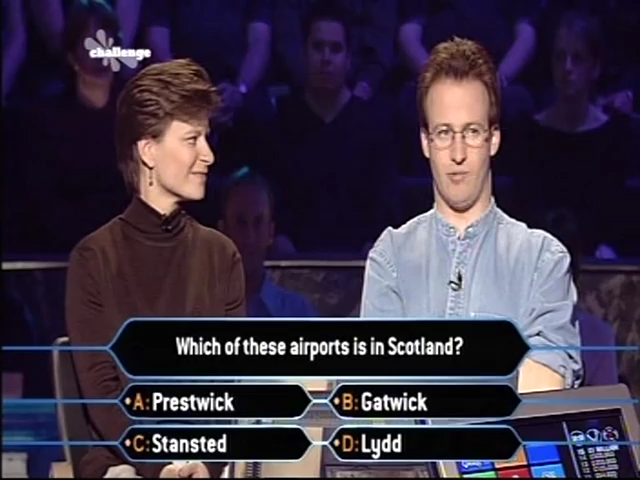 challenge
Which of these airports is in Scotland?
A: Prestwick
B: Gatwick
C: Stansted
D: Lydd